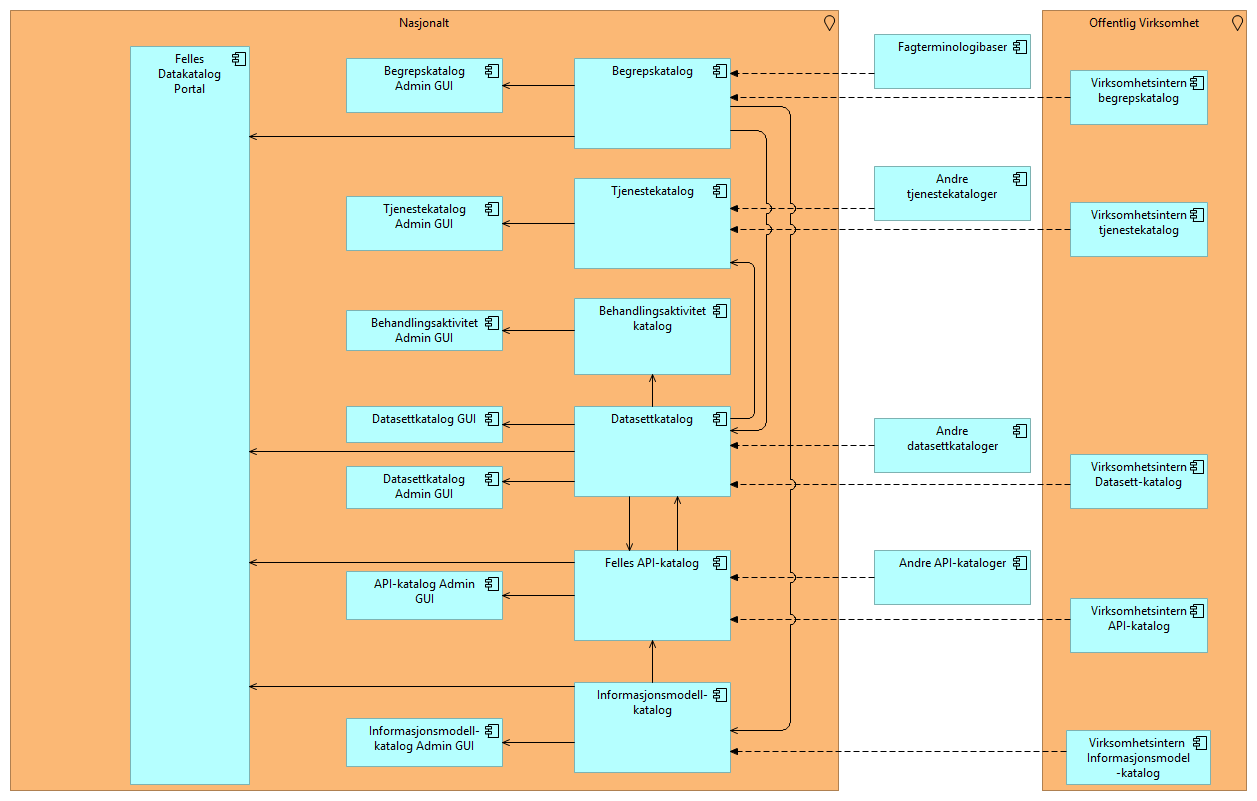 Nasjonalt
Offentlig Virksomhet
Felles
Datakatalog
Portal
Begrepskatalog
Admin GUI
Begrepskatalog
Fagterminologibaser
Virksomhetsintern
begrepskatalog
Tjenestekatalog
Admin GUI
Tjenestekatalog
Andre
tjenestekataloger
Virksomhetsintern
tjenestekatalog
Behandlingsaktivitet
Admin GUI
Behandlingsaktivitet
katalog
Datasettkatalog GUI
Datasettkatalog
Admin GUI
Datasettkatalog
Andre
datasettkataloger
Virksomhetsintern
Datasett-katalog
API-katalog Admin
GUI
Felles API-katalog
Andre API-kataloger
Virksomhetsintern
API-katalog
Informasjonsmodell-
katalog Admin GUI
Informasjonsmodell-
katalog
Virksomhetsintern
Informasjonsmodel
-katalog